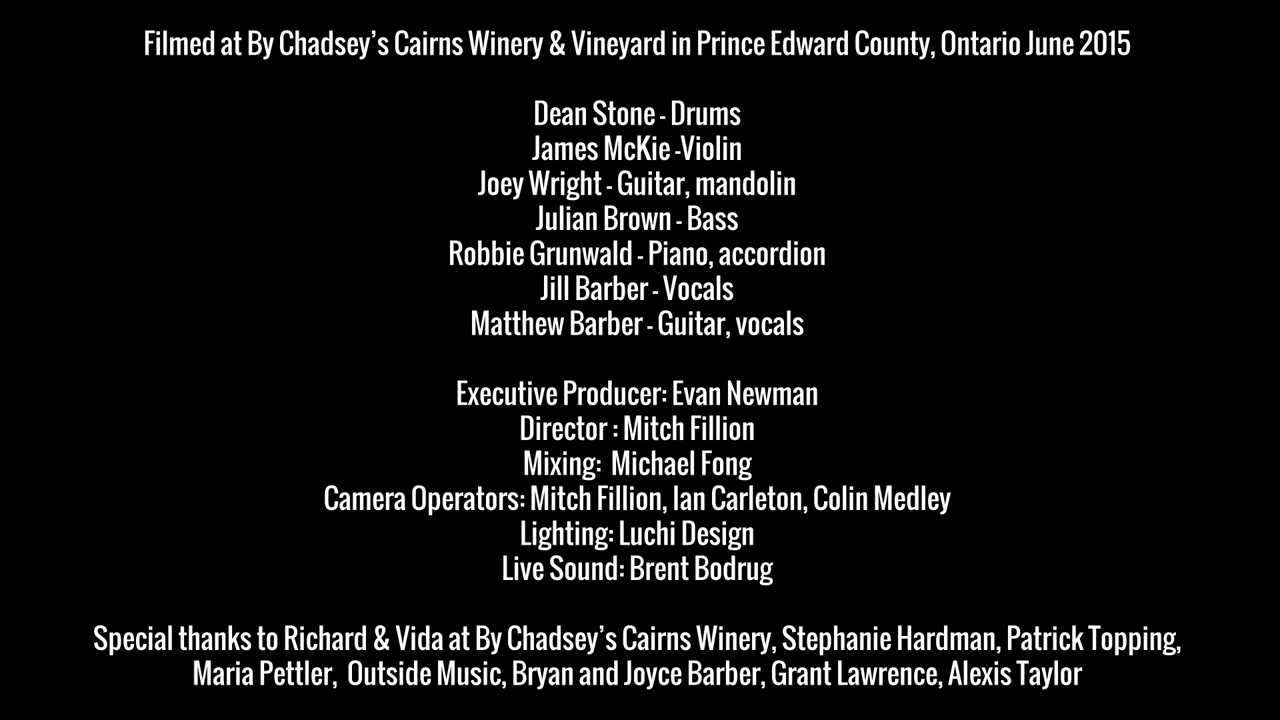 Filmed at By Chadsey's Cairns Winery & Vineyard in Prince Edward County, Ontario June 2015
Dean Stone - Drums
James McKie -Violin
Joey Wright - Guitar, mandolin
Julian Brown - Bass
Robbie Grunwald - Piano, accordion
Jill Barber - Vocals
Matthew Barber - Guitar, vocals
Executive Producer: Evan Newman
Director : Mitch Fillion
Mixing:  Michael Fong
Camera Operators: Mitch Fillion, Ian Carleton, Colin Medley
Lighting: Luchi Design
Live Sound: Brent Bodrug
Special thanks to Richard & Vida at By Chadsey's Cairns Winery, Stephanie Hardman, Patrick Topping,
Maria Pettler,  Outside Music, Bryan and Joyce Barber, Grant Lawrence, Alexis Taylor